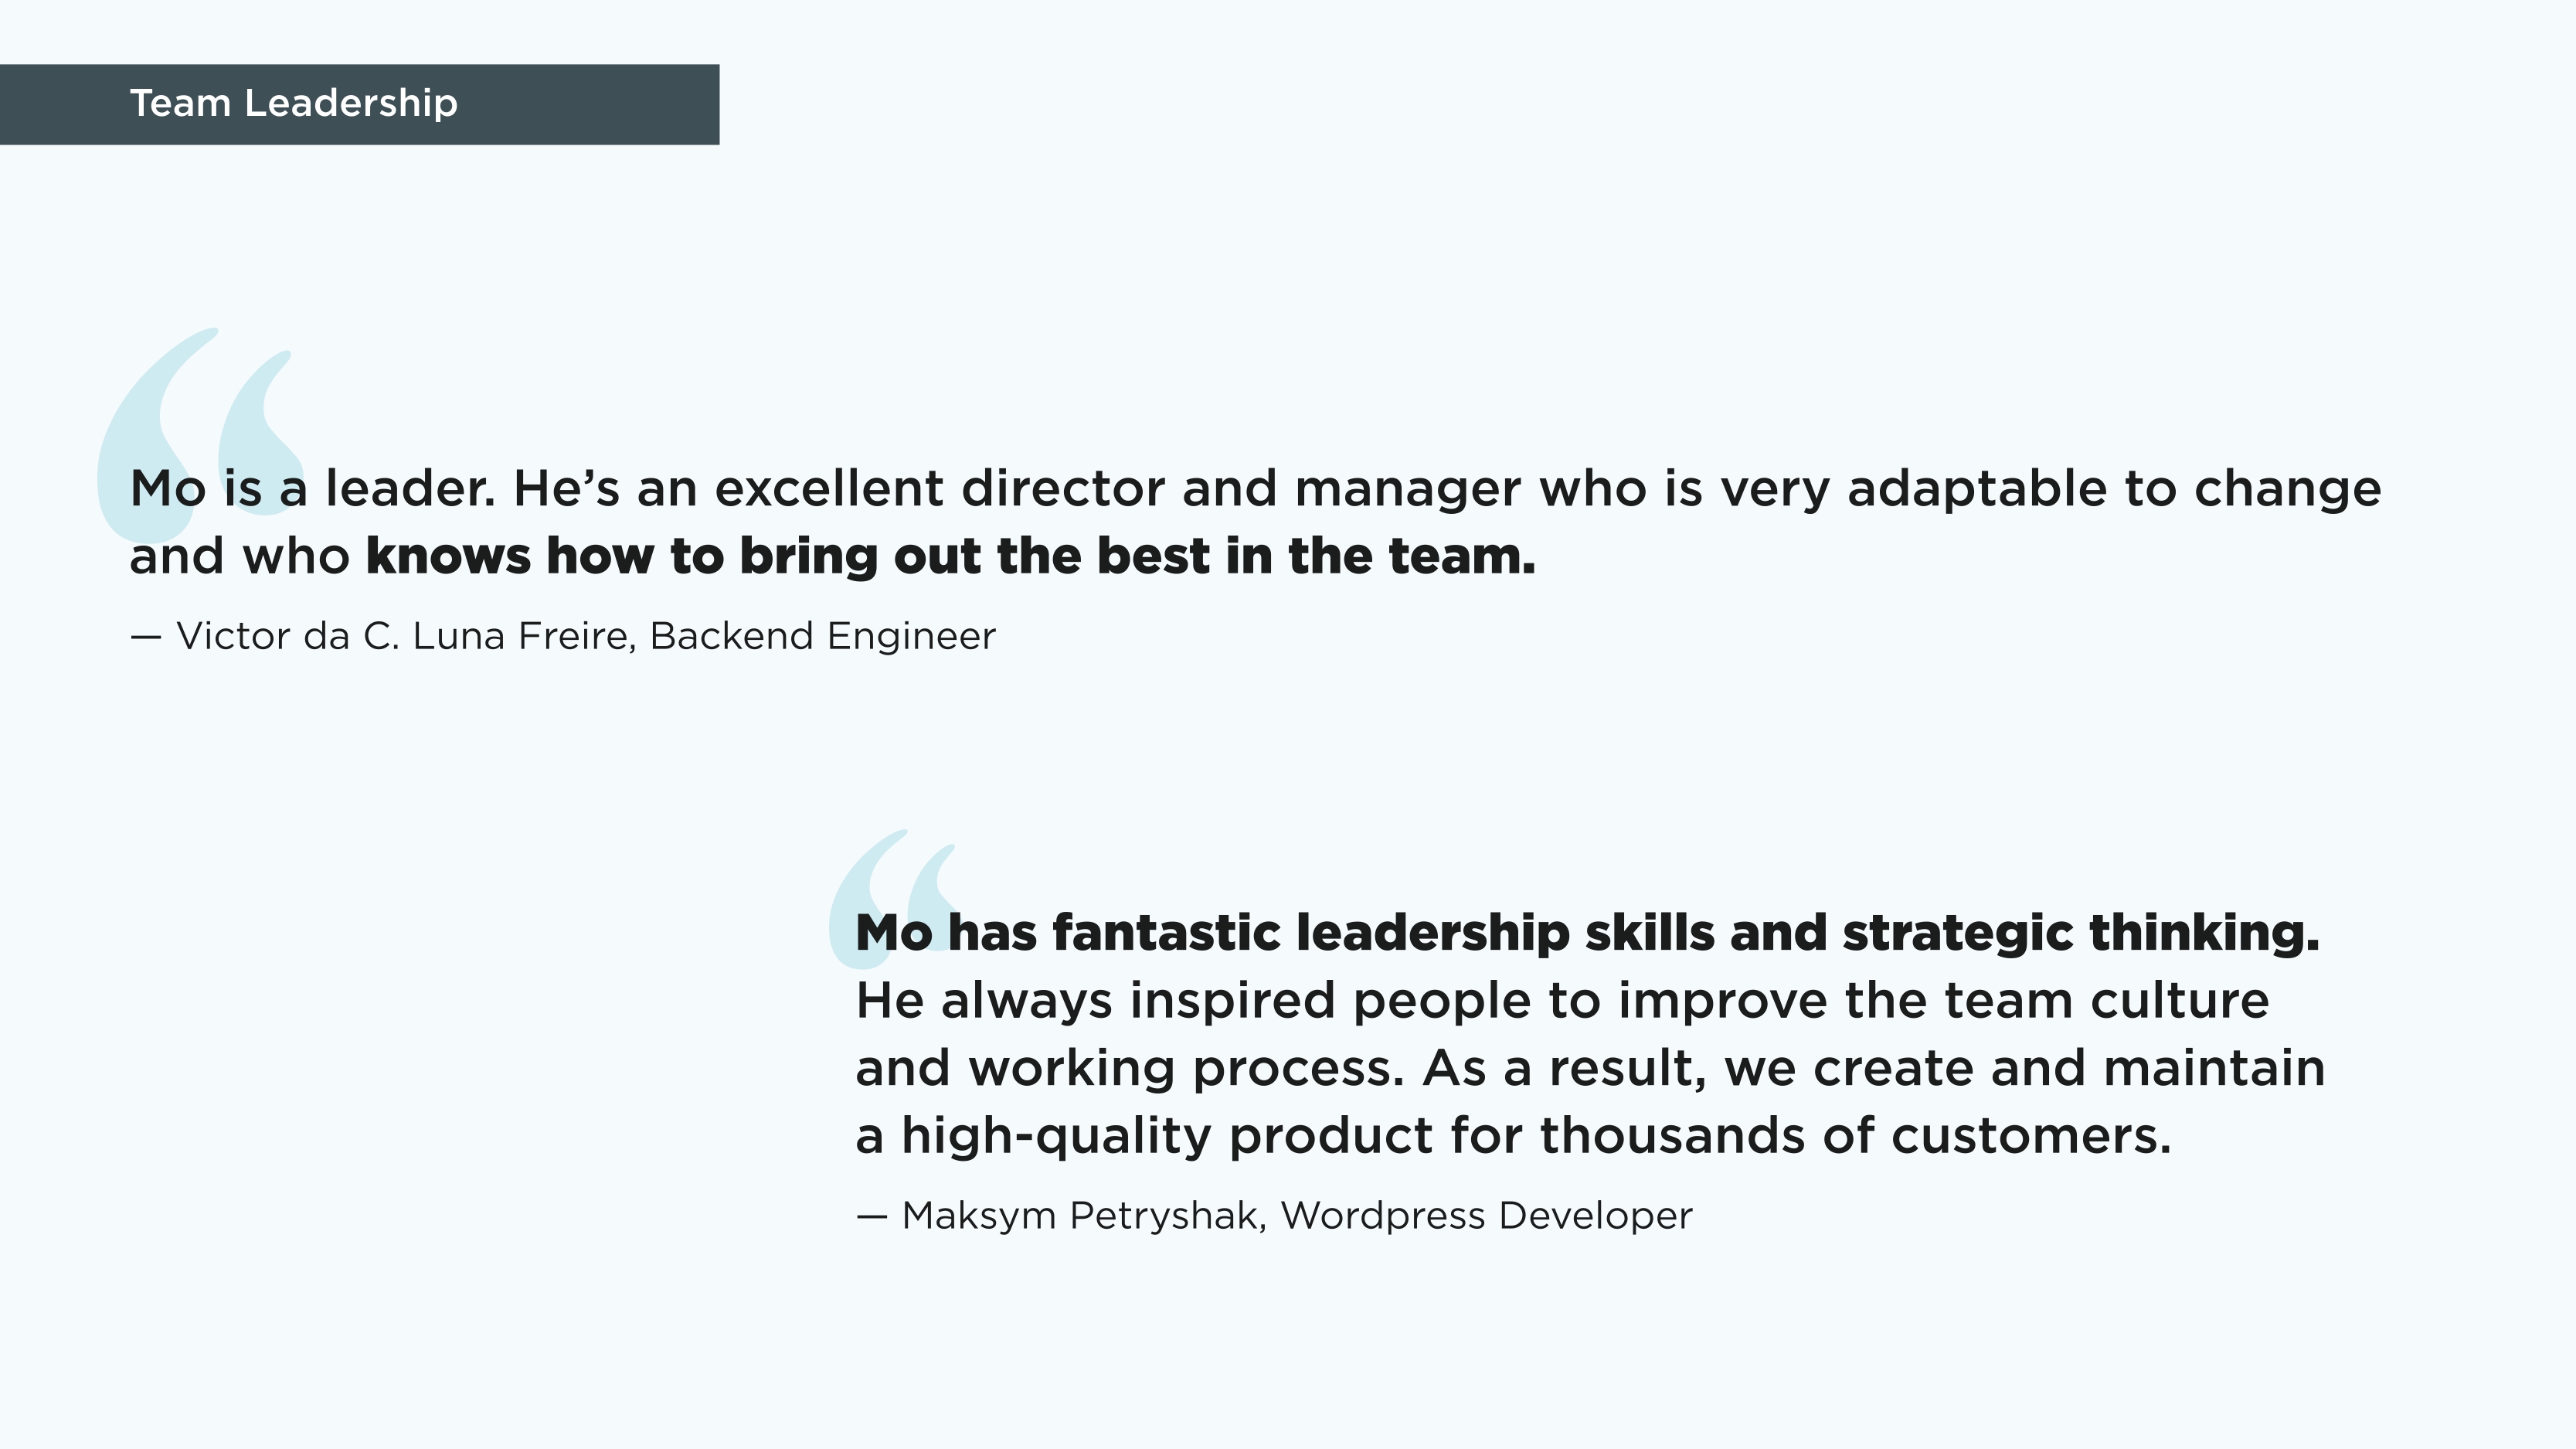 Team Leadership
Mo is a leader. He’s an excellent director and manager who is very adaptable to change
and who knows how to bring out the best in the team.
— Victor da C. Luna Freire, Backend Engineer
Mo has fantastic leadership skills and strategic thinking.
He always inspired people to improve the team culture
and working process. As a result, we create and maintain
a high-quality product for thousands of customers.
— Maksym Petryshak, Wordpress Developer